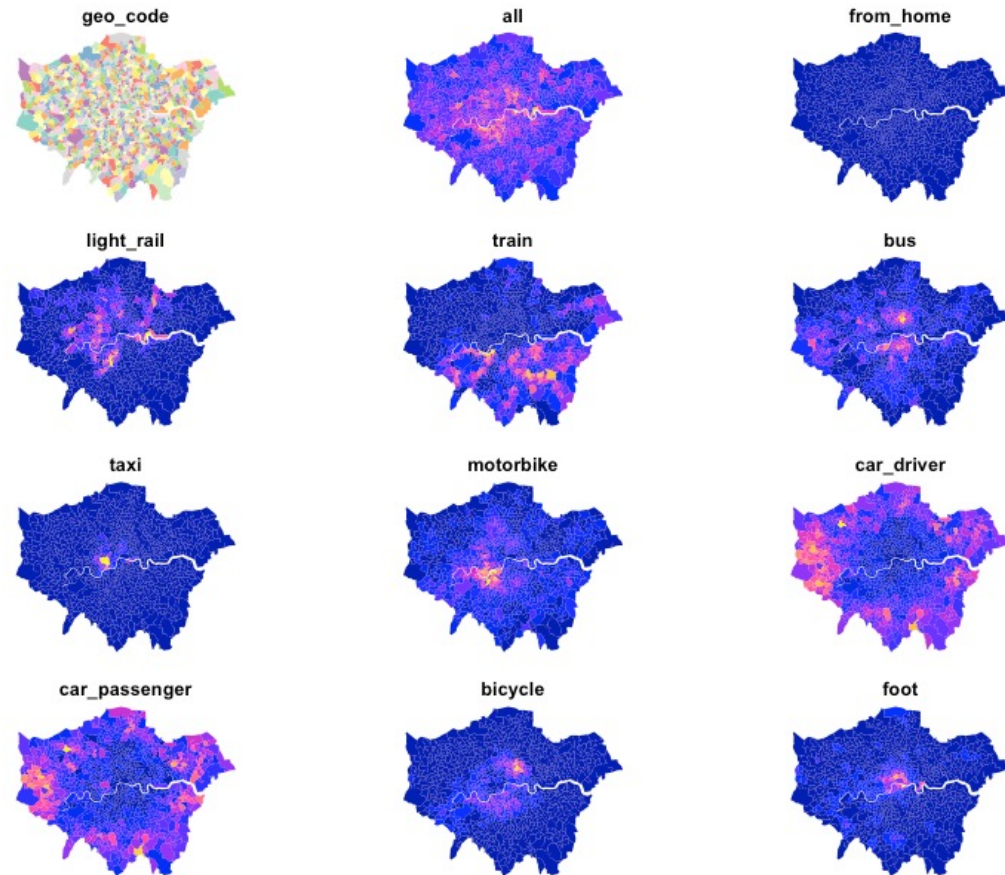 geo_code
all
from_home
light_rail
train
bus
taxi
motorbike
car_driver
car_passenger
bicycle
foot